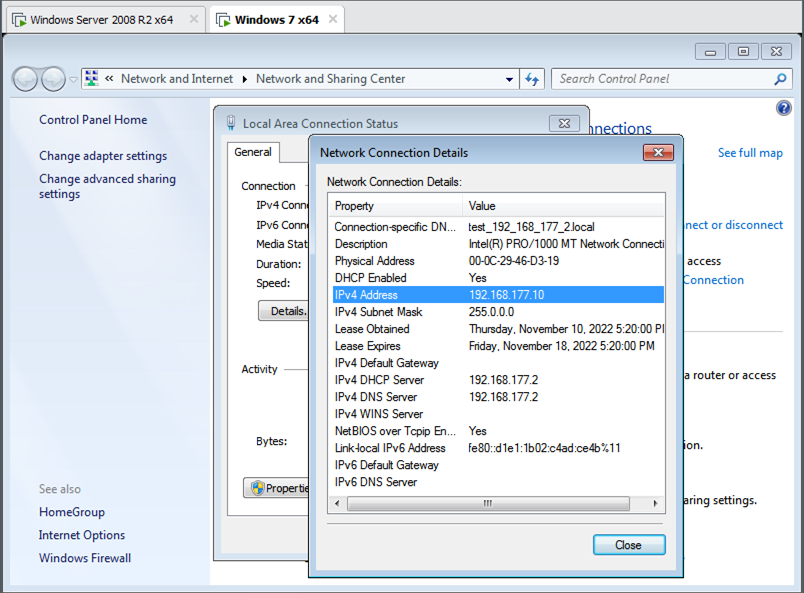 Windows Server 2008 R2 x64
Windows 7 x64
« Network and Internet Network and Sharing Center
Search Control Panel
Control Panel Home
Change adapter settings
Change advanced sharing
settings
See also
HomeGroup
Internet Options
Windows Firewall
nnections
See full map
nnect or disconnect
access
Connection
a router or access
ion.
aring settings.
Local Area Connection Status
General
Connection
IPv4 Conne
IPv6 Conne
Media Stat
Duration:
Speed:
Details.
Activity
Bytes:
Propertie
Network Connection Details
Network Connection Details:
Property Value
Connection-specific DN... test_192_168_177_2.local
Description Intel(R) PRO/1000 MT Network Connecti
Physical Address 00-0C-29-46-D3-19
DHCP Enabled Yes
IPv4 Address 192.168.177.10
IPv4 Subnet Mask 255.0.0.0
Lease Obtained Thursday, November 10, 2022 5:20:00 P
Lease Expires Friday, November 18, 2022 5:20:00 PM
IPv4 Default Gateway
IPv4 DHCP Server 192.168.177.2
IPv4 DNS Server 192.168.177.2
IPv4 WINS Server
NetBIOS over Tcpip En... Yes
Link-local IPv6 Address fe80::d1e1:1b02:c4ad:ce4b%11
IPv6 Default Gateway
IPv6 DNS Server
Close